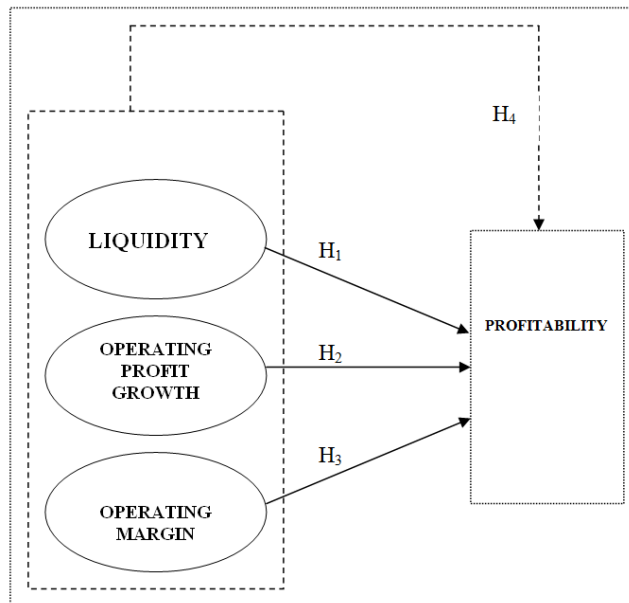 H₄
LIQUIDITY
H₁
PROFITABILITY
OPERATING
PROFIT
GROWTH
H₂
H₃
OPERATING
MARGIN